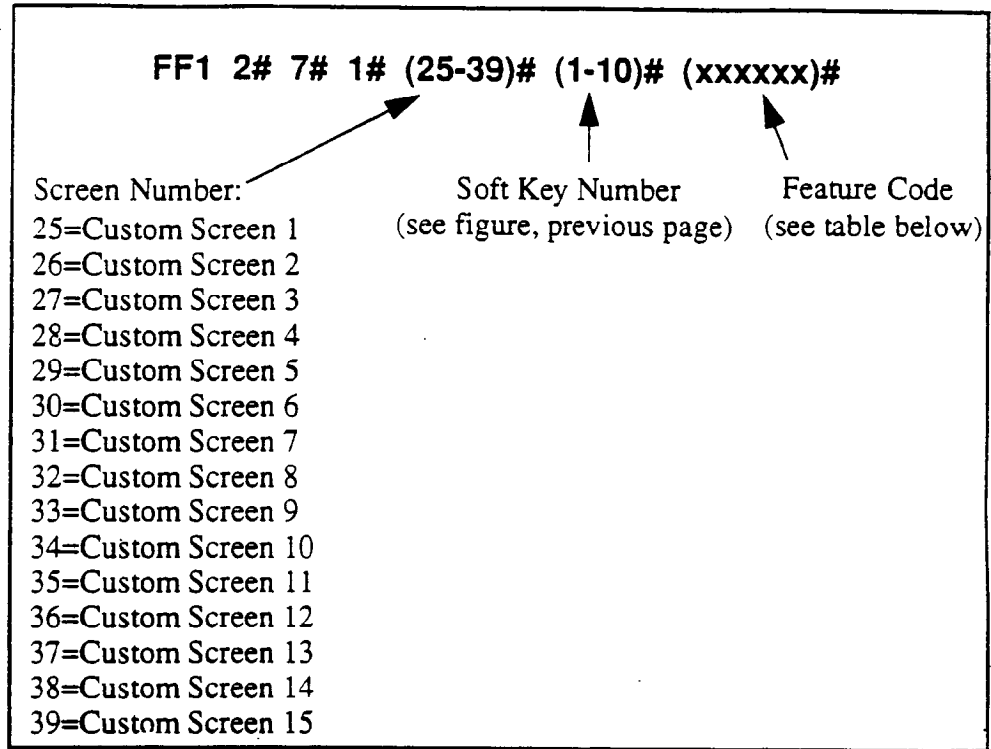 FF1 2# 7# 1# (25-39)# (1-10)# (xxxxxx)#
Screen Number: Soft Key Number Feature Code
(see figure, previous page) (see table below)
25=Custom Screen 1
26=Custom Screen 2
27=Custom Screen 3
28=Custom Screen 4
29=Custom Screen 5
30=Custom Screen 6
31=Custom Screen 7
32=Custom Screen 8
33=Custom Screen 9
34=Custom Screen 10
35=Custom Screen 11
36=Custom Screen 12
37=Custom Screen 13
38=Custom Screen 14
39=Custom Screen 15